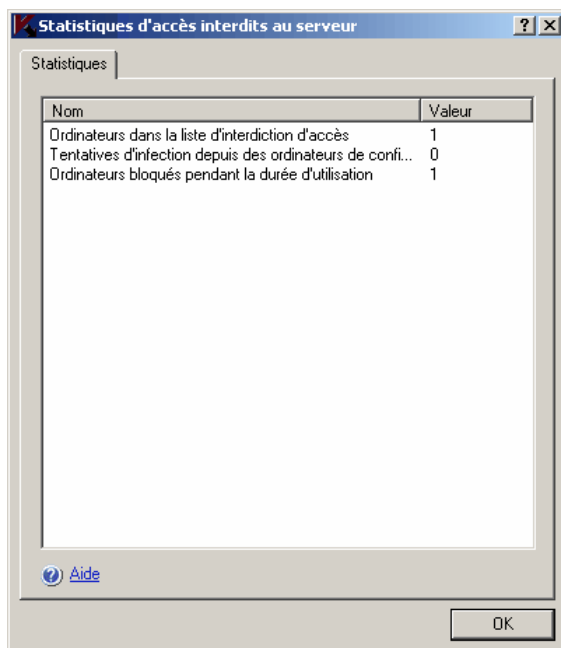 Statistiques d'accès interdits au serveur
Statistiques
Nom Valeur
Ordinateurs dans la liste d'interdiction d'accès 1
Tentatives d'infection depuis des ordinateurs de confi... 0
Ordinateurs bloqués pendant la durée d'utilisation 1
Aide
OK